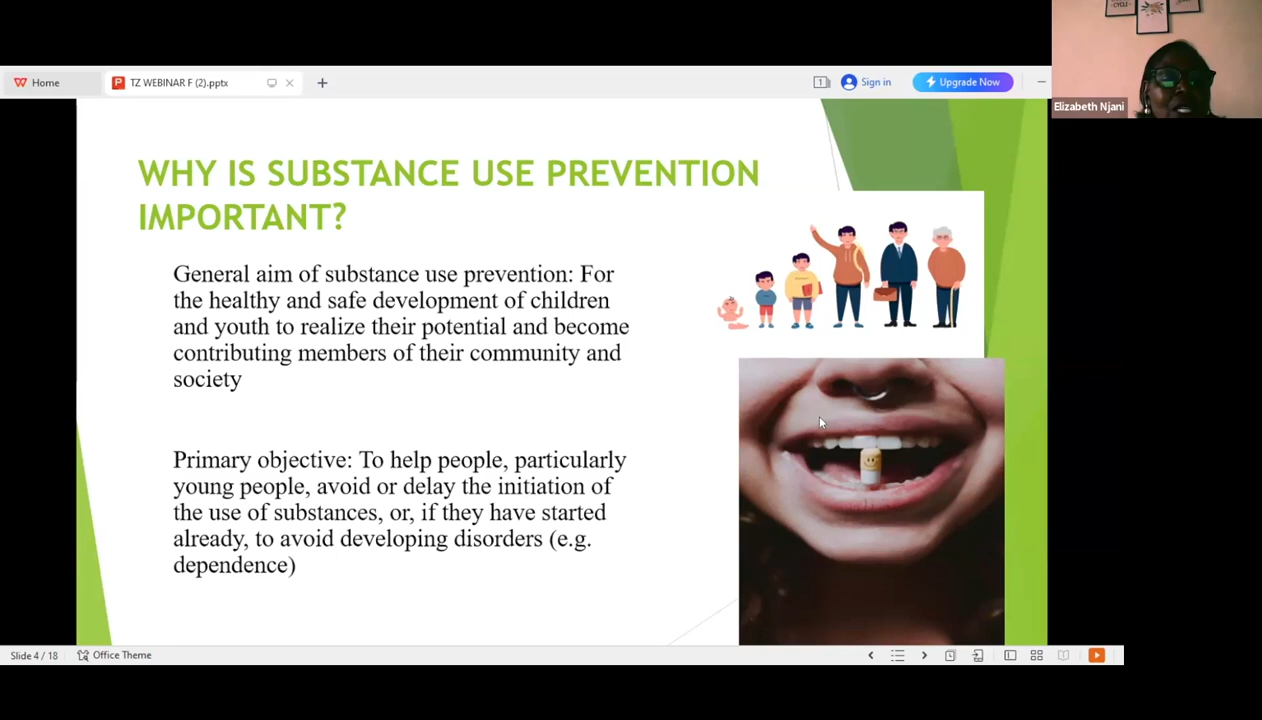 Home
TZ WEBINAR F (2).pptx
1
Sign in
Upgrade Now
Elizabeth Njani
WHY IS SUBSTANCE USE PREVENTION
IMPORTANT?
General aim of substance use prevention: For
the healthy and safe development of children
and youth to realize their potential and become
contributing members of their community and
society
Primary objective: To help people, particularly
young people, avoid or delay the initiation of
the use of substances, or, if they have started
already, to avoid developing disorders (e.g.
dependence)
Slide 4 / 18
Office Theme